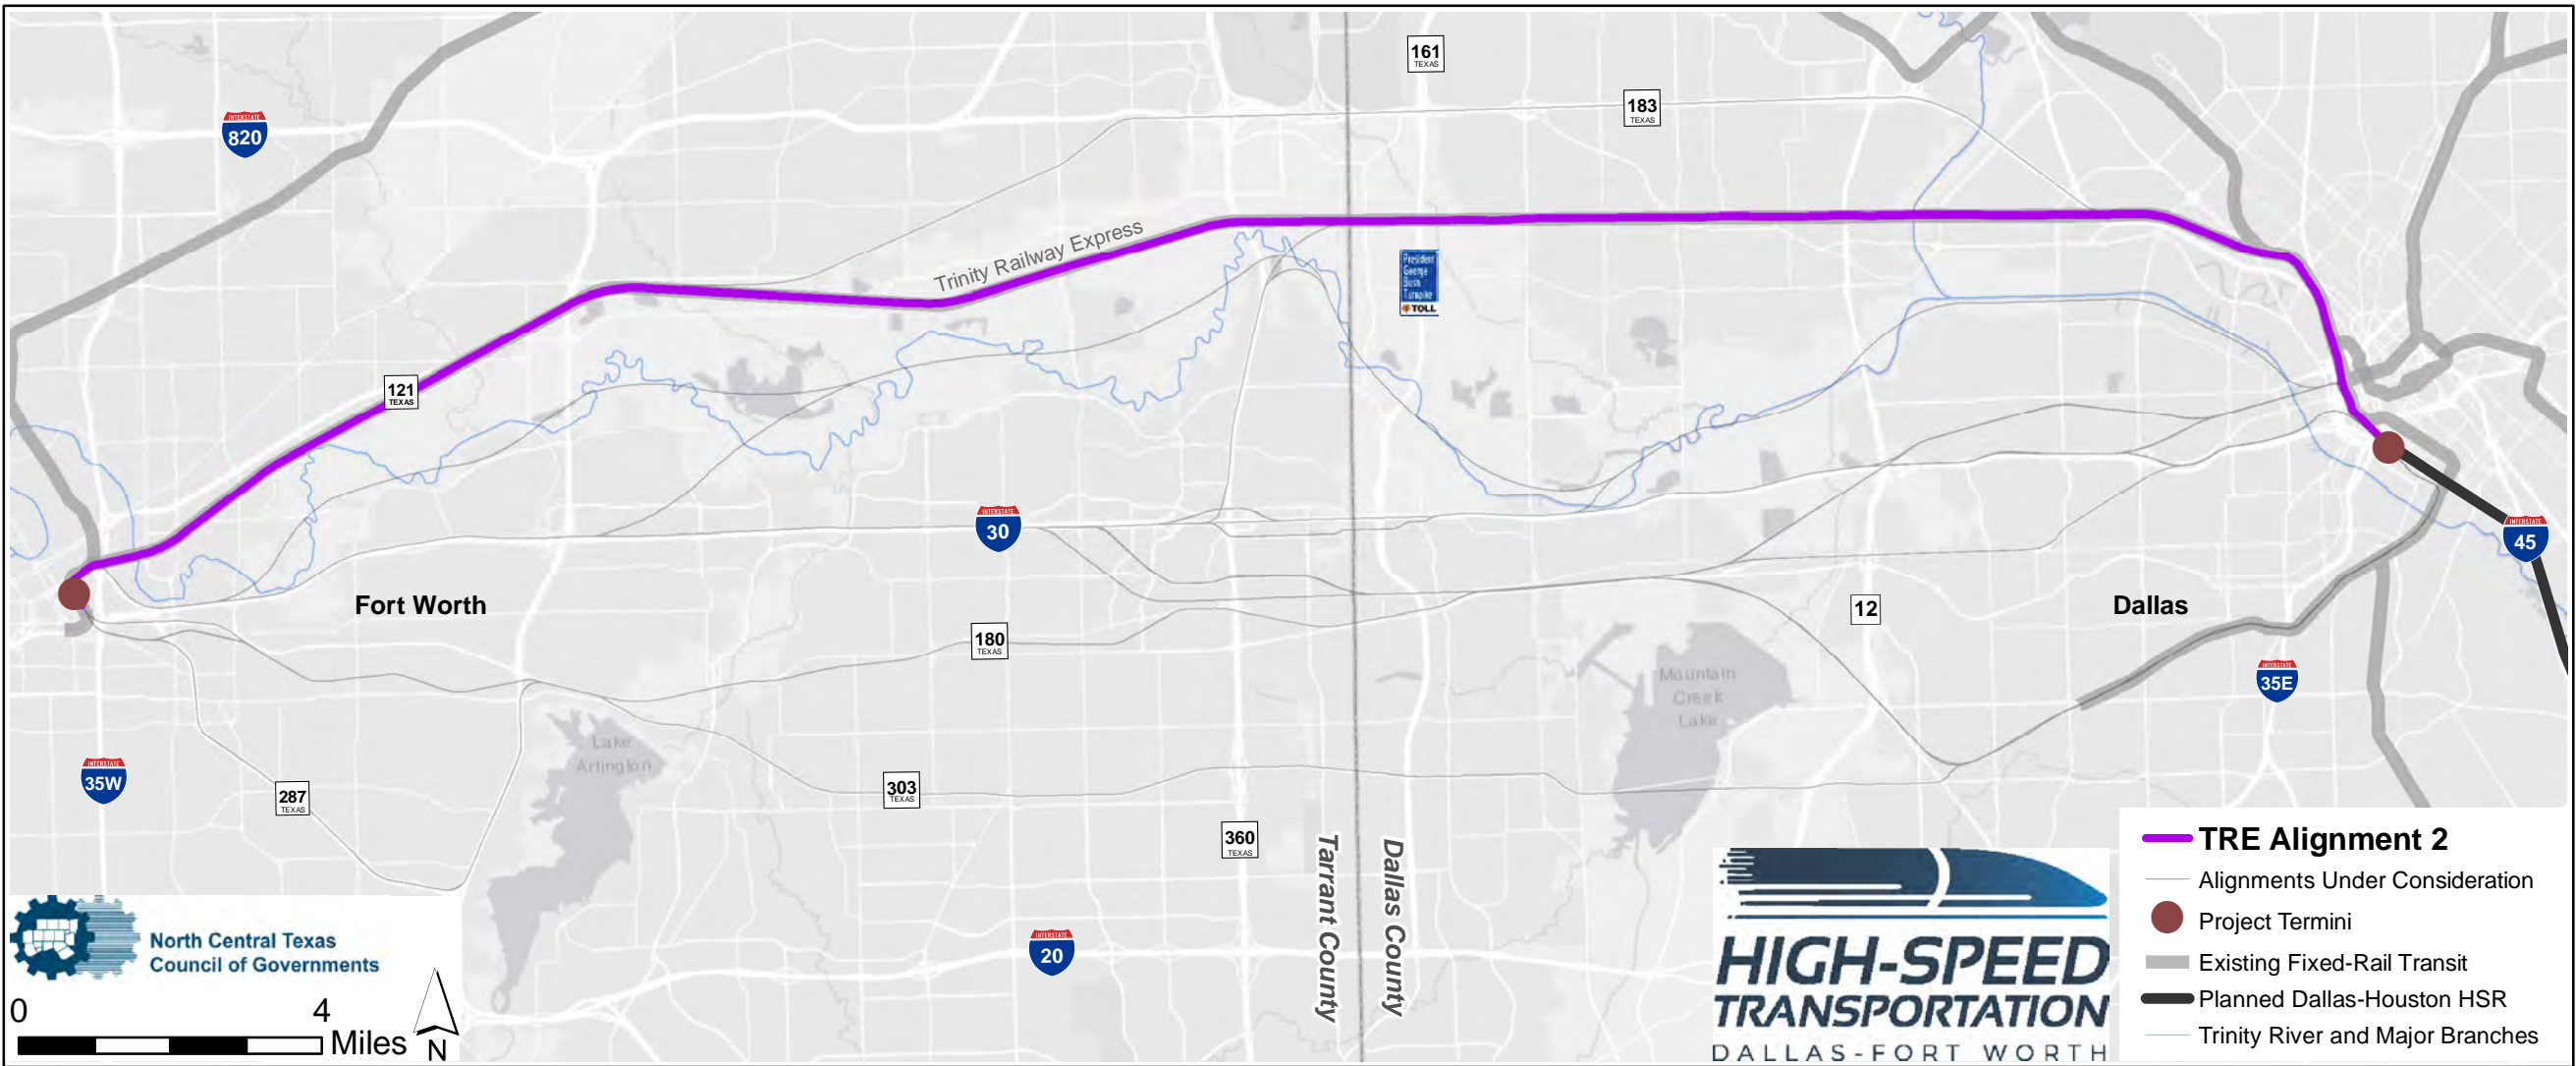 161
TEXAS
183
TEXAS
INTERSTATE
820
Trinity Railway Express
President
George
Bush
Turnpike
TOLL
121
TEXAS
INTERSTATE
30
INTERSTATE
45
Fort Worth
12
Dallas
180
TEXAS
Mountain
Creek
Lake
INTERSTATE
35E
Lake
Arlington
INTERSTATE
35W
287
TEXAS
303
TEXAS
360
TEXAS
Tarrant County
Dallas County
INTERSTATE
20
North Central Texas
Council of Governments
0 4
Miles
N
HIGH-SPEED
TRANSPORTATION
DALLAS-FORT WORTH
TRE Alignment 2
Alignments Under Consideration
Project Termini
Existing Fixed-Rail Transit
Planned Dallas-Houston HSR
Trinity River and Major Branches